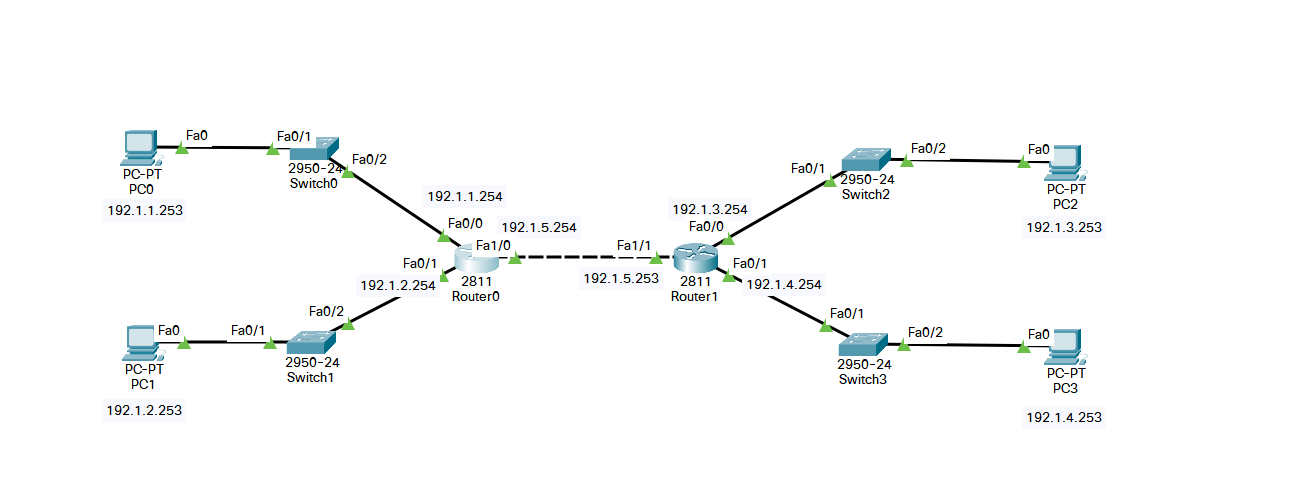 Fa0
Fa0/1
PC-PT
PC0
192.1.1.253
2950-24
Switch0
Fa0/2
192.1.1.254
Fa0/0
Fa1/0
192.1.5.254
Fa0/1
192.1.2.254
2811
Router0
Fa0
Fa0/1
Fa0/2
PC-PT
PC1
192.1.2.253
2950-24
Switch1
Fa1/1
192.1.5.253
192.1.3.254
Fa0/0
2811
Router1
Fa0/1
192.1.4.254
Fa0/1
2950-24
Switch2
Fa0/2
Fa0
PC-PT
PC2
192.1.3.253
Fa0/1
2950-24
Switch3
Fa0/2
Fa0
PC-PT
PC3
192.1.4.253